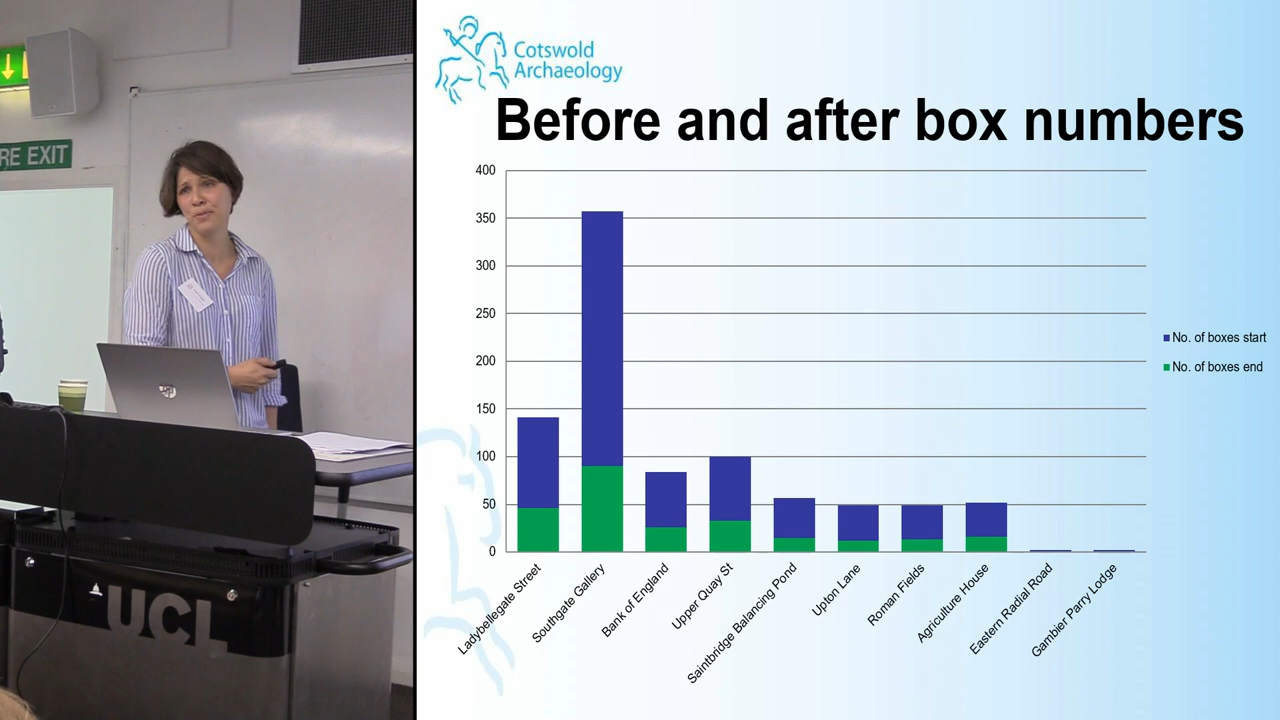 RE EXIT
UCL
Cotswold
Archaeology
Before and after box numbers
400
350
300
250
200
150
100
50
0
No. of boxes start
No. of boxes end
Ladybellegate Street
Southgate Gallery
Bank of England
Upper Quay St
Saintbridge Balancing Pond
Upton Lane
Roman Fields
Agriculture House
Eastern Radial Road
Gambier Parry Lodge